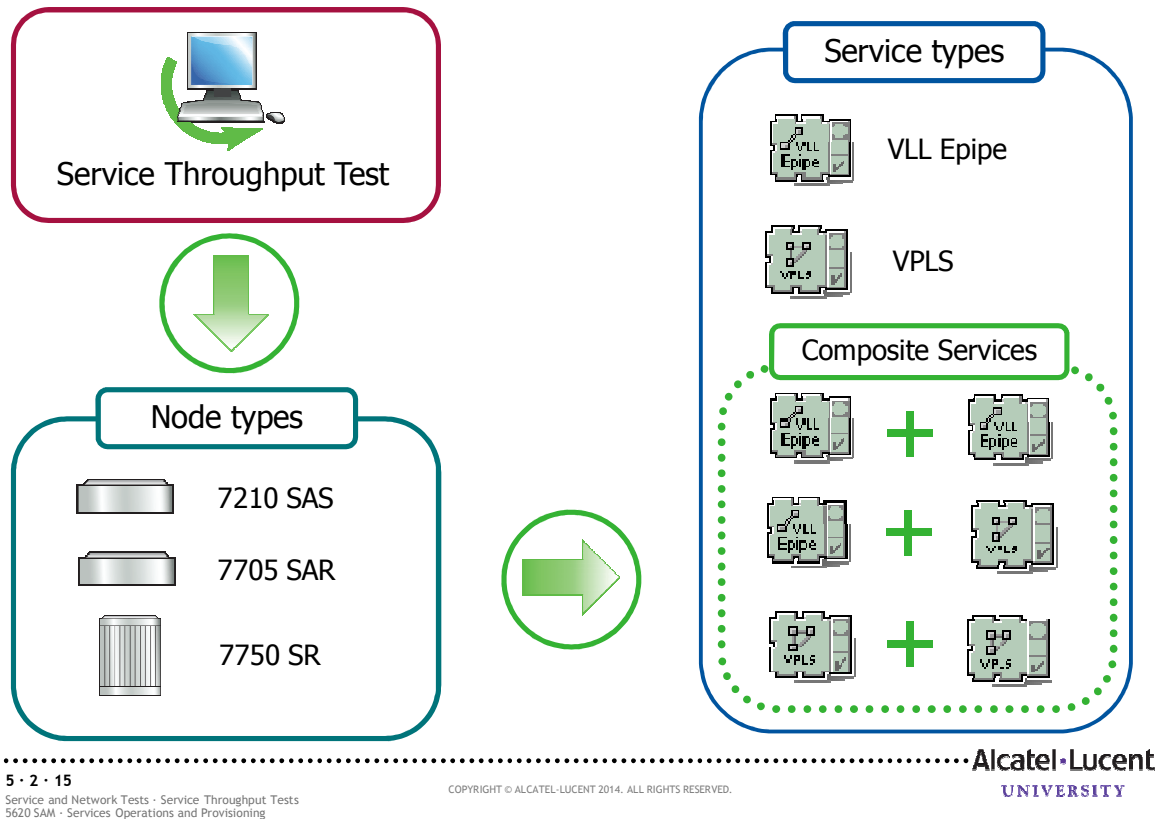 Service Throughput Test
Node types
7210 SAS
7705 SAR
7750 SR
Service types
VLL
Epipe
VLL Epipe
VPLS
VPLS
Composite Services
VLL
Epipe
+
VLL
Epipe
VLL
Epipe
+
VPLS
VPLS
+
VPLS
5 · 2 · 15
Service and Network Tests · Service Throughput Tests
5620 SAM · Services Operations and Provisioning
COPYRIGHT © ALCATEL-LUCENT 2014. ALL RIGHTS RESERVED.
Alcatel·Lucent
UNIVERSITY